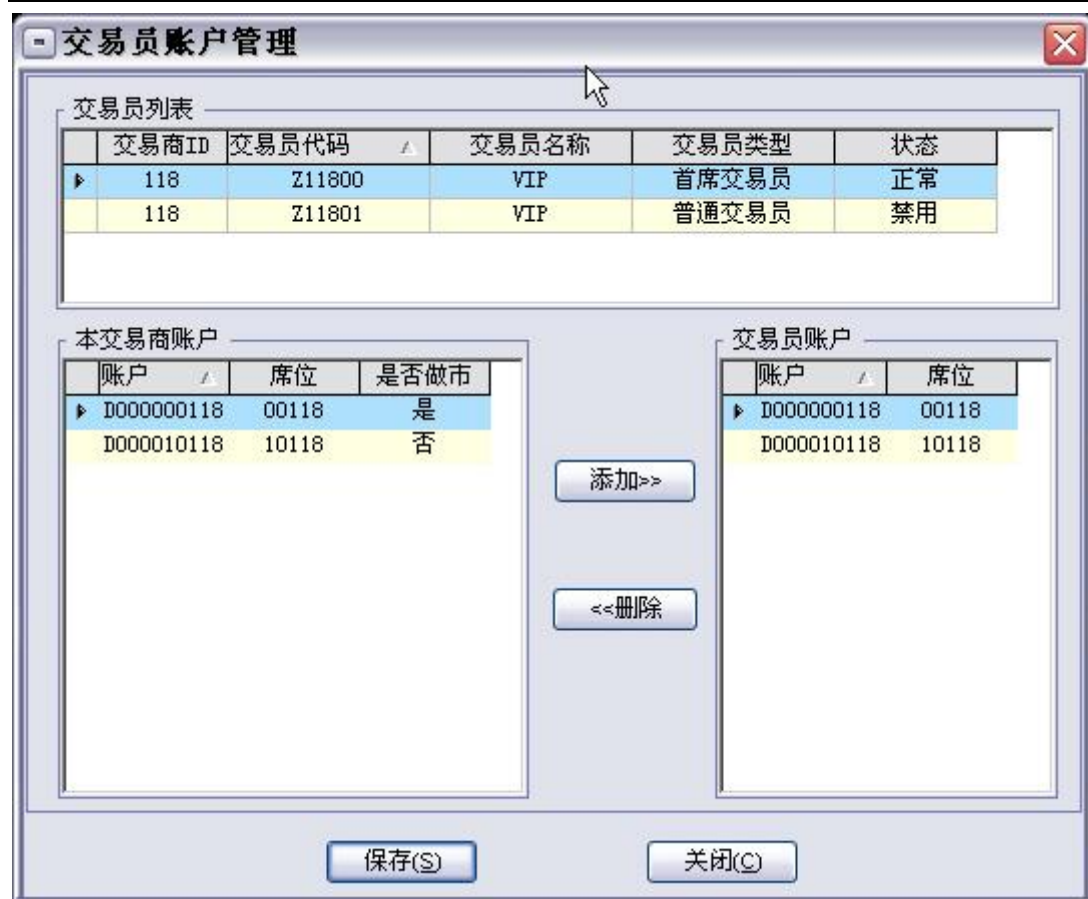 交易员账户管理
交易员列表
交易商ID 交易员代码 交易员名称 交易员类型 状态
118 Z11800 VIP 首席交易员 正常
118 Z11801 VIP 普通交易员 禁用
本交易商账户
账户 席位 是否做市
D000000118 00118 是
D000010118 10118 否
添加>>
<<删除
交易员账户
账户 席位
D000000118 00118
D000010118 10118
保存(S) 关闭(C)